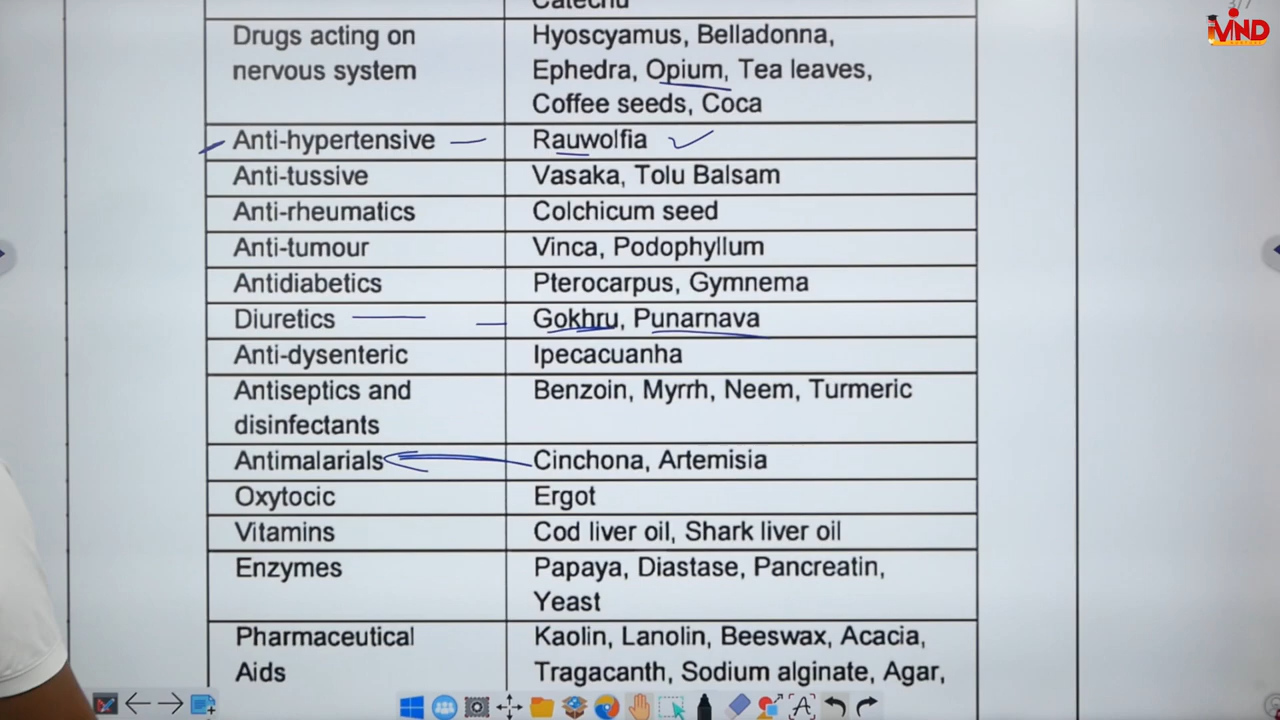 Catechu
Drugs acting on
nervous system
Hyoscyamus, Belladonna,
Ephedra, Opium, Tea leaves,
Coffee seeds, Coca
Anti-hypertensive
Rauwolfia
Anti-tussive
Vasaka, Tolu Balsam
Anti-rheumatics
Colchicum seed
Anti-tumour
Vinca, Podophyllum
Antidiabetics
Pterocarpus, Gymnema
Diuretics
Gokhru, Punarnava
Anti-dysenteric
Ipecacuanha
Antiseptics and
disinfectants
Benzoin, Myrrh, Neem, Turmeric
Antimalarials
Cinchona, Artemisia
Oxytocic
Ergot
Vitamins
Cod liver oil, Shark liver oil
Enzymes
Papaya, Diastase, Pancreatin,
Yeast
Pharmaceutical
Aids
Kaolin, Lanolin, Beeswax, Acacia,
Tragacanth, Sodium alginate, Agar,
VND